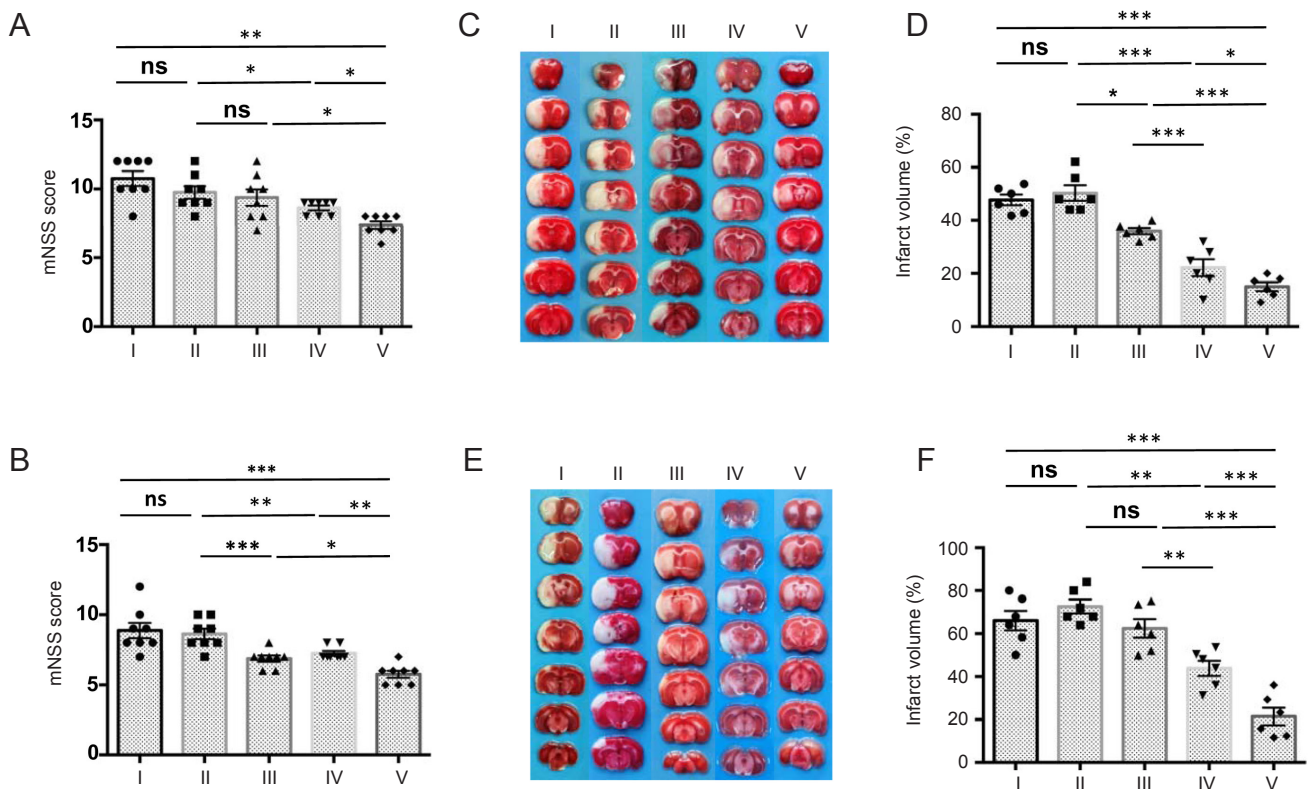 A
**
ns
*
*
ns
*
15
10
5
0
mNSS score
I II III IV V
C
I II III IV V
D
***
ns
***
*
*
***
***
80
60
40
20
0
Infarct volume (%)
I II III IV V
B
***
ns
**
**
***
*
15
10
5
0
mNSS score
I II III IV V
E
I II III IV V
F
***
ns
**
***
ns
***
**
100
80
60
40
20
0
Infarct volume (%)
I II III IV V